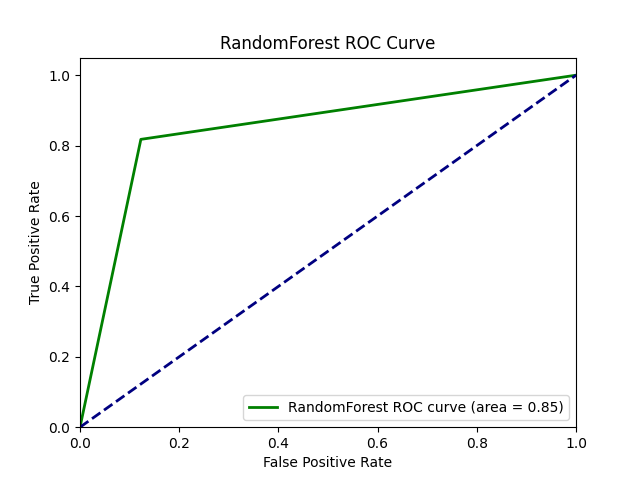 RandomForest ROC Curve
True Positive Rate
1.0
0.8
0.6
0.4
0.2
0.0
0.0 0.2 0.4 0.6 0.8 1.0
False Positive Rate
RandomForest ROC curve (area = 0.85)